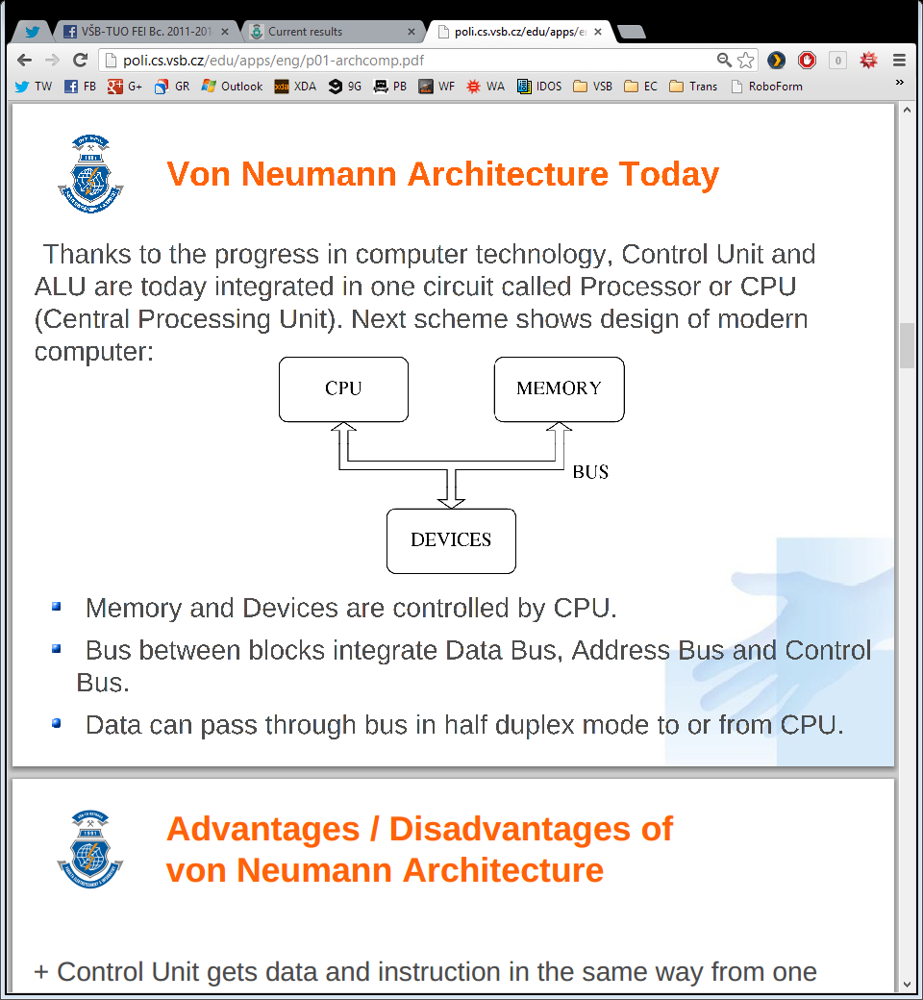 VŠB-TUO FEI Bc. 2011-201
Current results
poli.cs.vsb.cz/edu/apps/e
poli.cs.vsb.cz/edu/apps/eng/p01-archcomp.pdf
0
TW FB G+ GR Outlook xda XDA 9G PB WF WA IDOS VSB EC Trans RoboForm »
Von Neumann Architecture Today
Thanks to the progress in computer technology, Control Unit and
ALU are today integrated in one circuit called Processor or CPU
(Central Processing Unit). Next scheme shows design of modern
computer:
CPU
MEMORY
BUS
DEVICES
Memory and Devices are controlled by CPU.
Bus between blocks integrate Data Bus, Address Bus and Control
Bus.
Data can pass through bus in half duplex mode to or from CPU.
1991
Advantages / Disadvantages of
von Neumann Architecture
+ Control Unit gets data and instruction in the same way from one